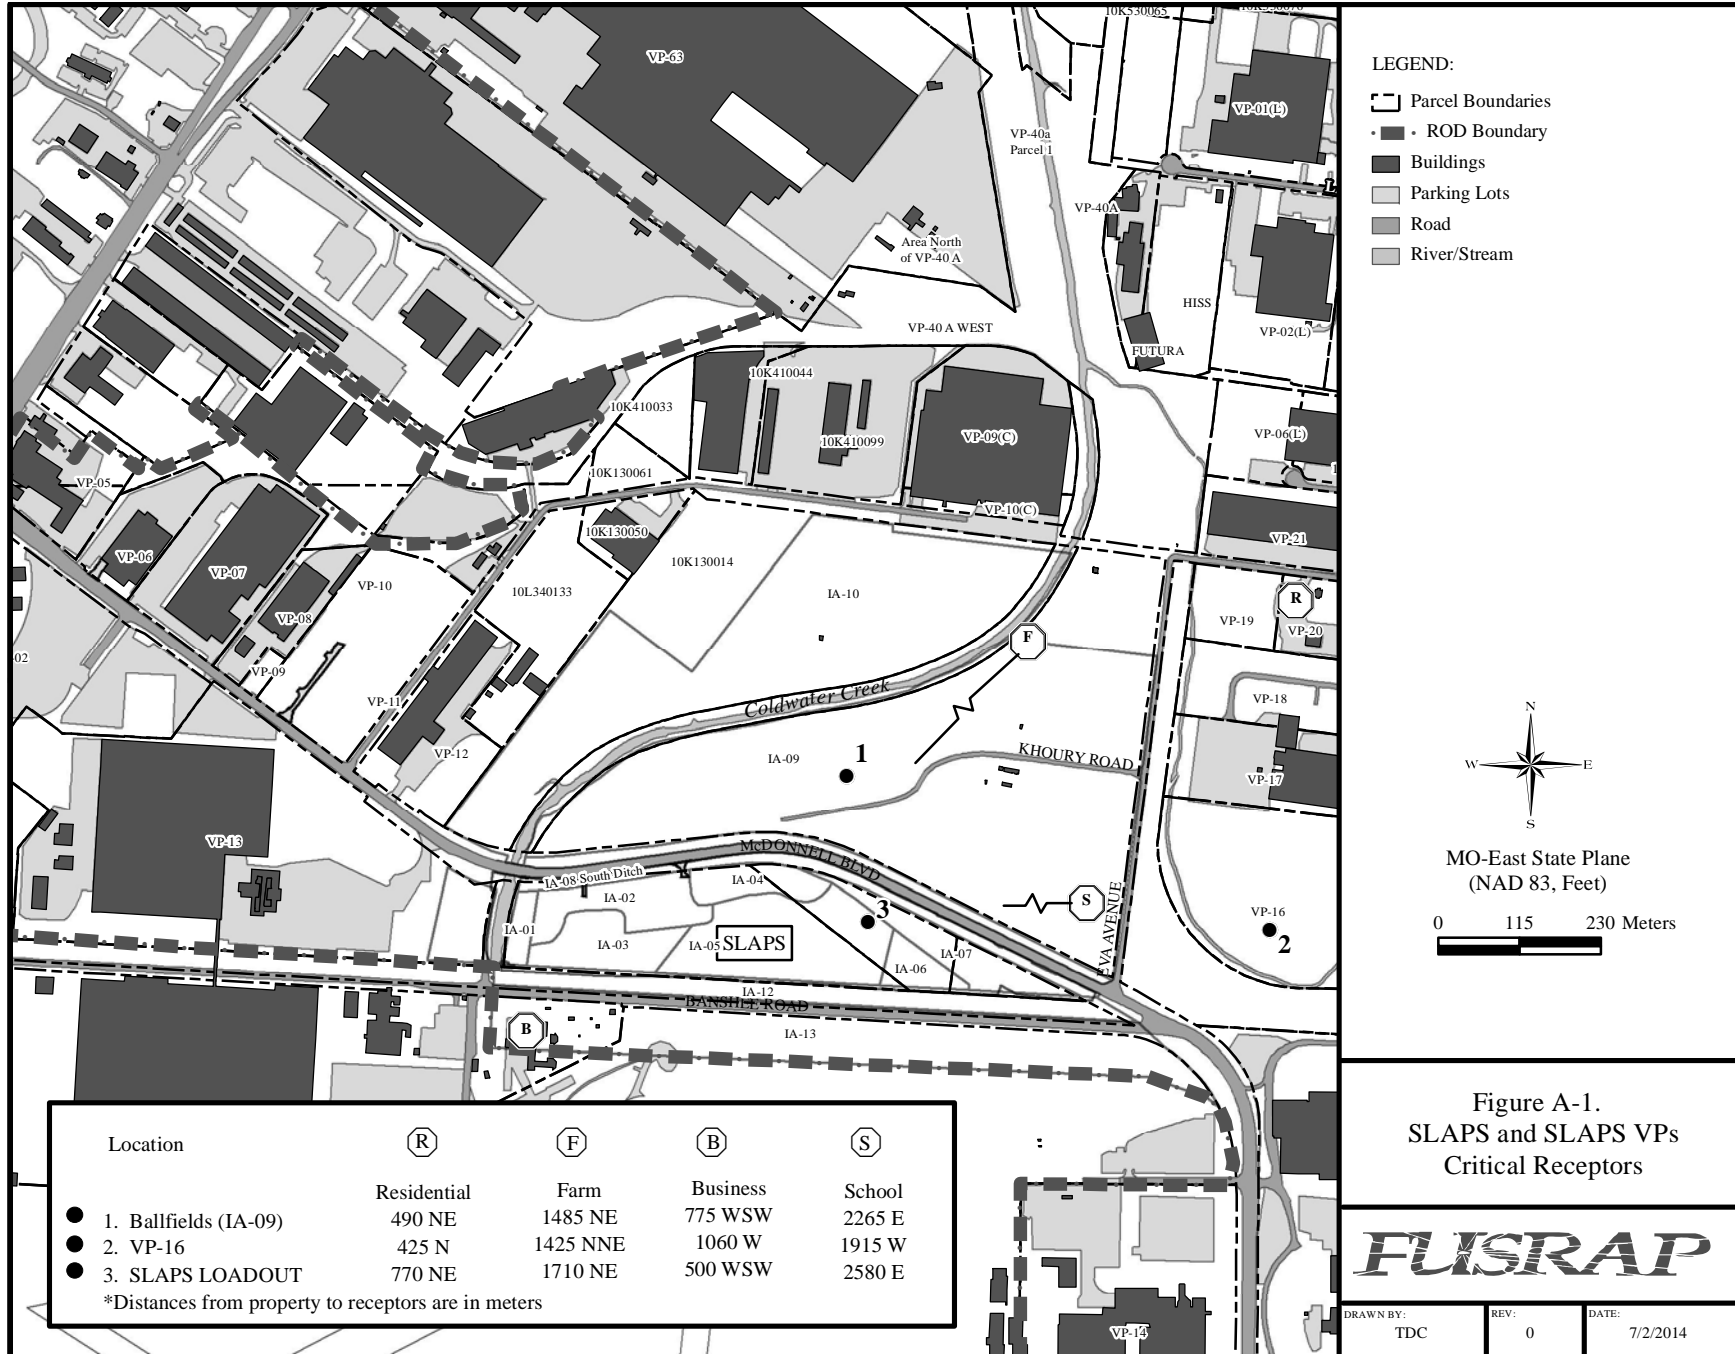 10K530065
VP-63
VP-01(L)
VP-40a
Parcel 1
VP-40A
Area North
of VP-40 A
HISS
VP-40 A WEST
VP-02(L)
FUTURA
10K410044
10K410033
10K410099
VP-09(C)
VP-06(L)
10K130061
VP-05
VP-10(C)
10K130050
VP-21
VP-06
VP-07
VP-10
10K130014
10L340133
IA-10
R
VP-08
VP-19
VP-20
F
-02
VP-09
Coldwater Creek
VP-18
VP-11
VP-12
KHOURY ROAD
1
IA-09
VP-17
VP-13
McDONNELL BLVD
IA-08 South Ditch
IA-04
IA-02
S
EVA AVENUE
3
VP-16
2
IA-01
IA-03
IA-05
SLAPS
IA-07
IA-06
IA-12
BANSHEE ROAD
B
IA-13
VP-14
Location
R
F
B
S
Residential Farm Business School
1. Ballfields (IA-09) 490 NE 1485 NE 775 WSW 2265 E
2. VP-16 425 N 1425 NNE 1060 W 1915 W
3. SLAPS LOADOUT 770 NE 1710 NE 500 WSW 2580 E
*Distances from property to receptors are in meters
LEGEND:
Parcel Boundaries
ROD Boundary
Buildings
Parking Lots
Road
River/Stream
N
W E
S
MO-East State Plane
(NAD 83, Feet)
0 115 230 Meters
Figure A-1.
SLAPS and SLAPS VPs
Critical Receptors
FUSRAP
DRAWN BY: REV: DATE:
TDC 0 7/2/2014